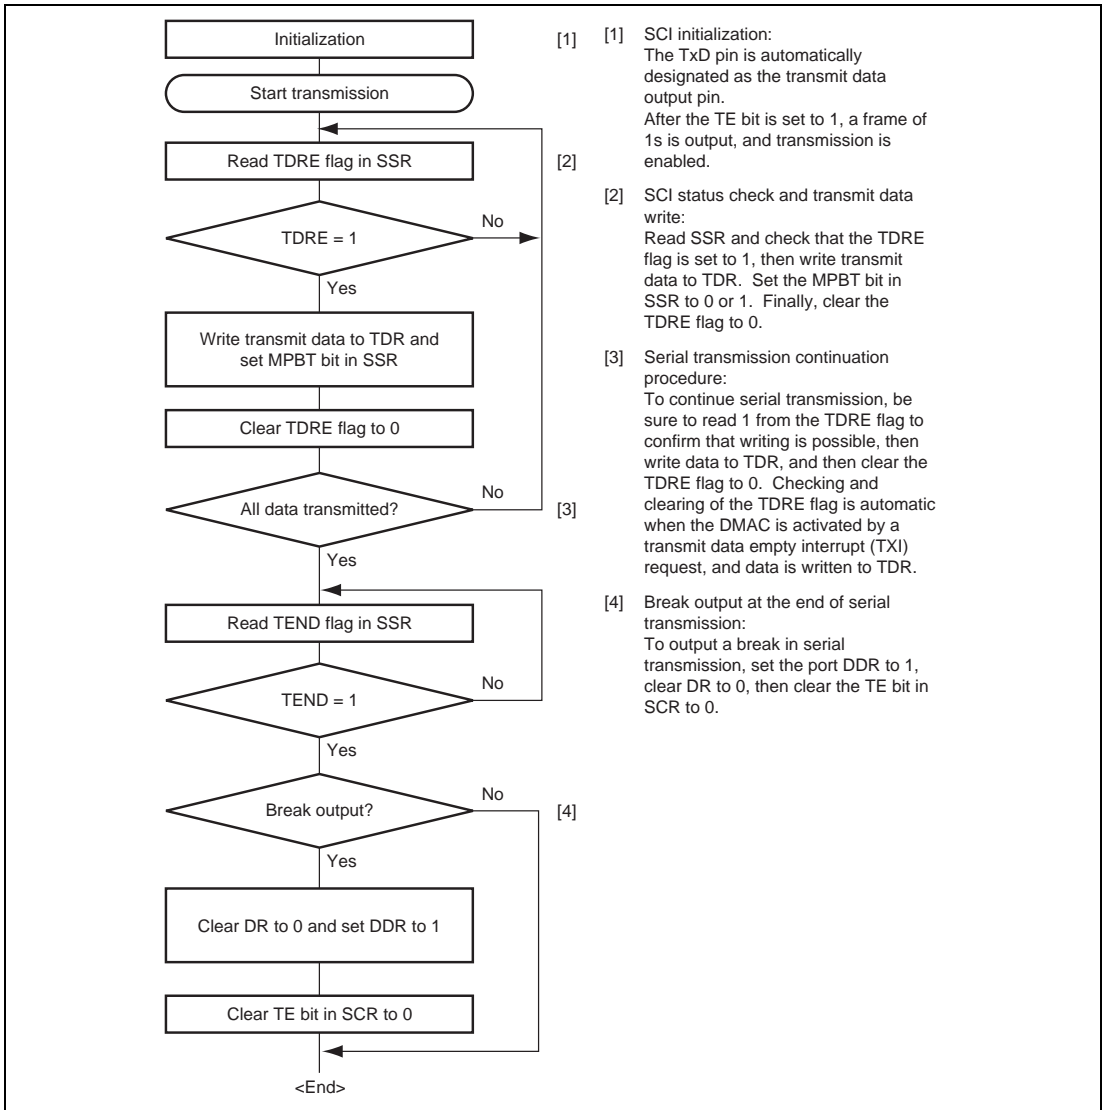 Initialization
[1]
Start transmission
Read TDRE flag in SSR
[2]
TDRE = 1
No
Yes
Write transmit data to TDR and
set MPBT bit in SSR
Clear TDRE flag to 0
All data transmitted?
No
[3]
Yes
Read TEND flag in SSR
TEND = 1
No
Yes
Break output?
No
[4]
Yes
Clear DR to 0 and set DDR to 1
Clear TE bit in SCR to 0
<End>
[1] SCI initialization:
The TxD pin is automatically
designated as the transmit data
output pin.
After the TE bit is set to 1, a frame of
1s is output, and transmission is
enabled.
[2] SCI status check and transmit data
write:
Read SSR and check that the TDRE
flag is set to 1, then write transmit
data to TDR. Set the MPBT bit in
SSR to 0 or 1. Finally, clear the
TDRE flag to 0.
[3] Serial transmission continuation
procedure:
To continue serial transmission, be
sure to read 1 from the TDRE flag to
confirm that writing is possible, then
write data to TDR, and then clear the
TDRE flag to 0. Checking and
clearing of the TDRE flag is automatic
when the DMAC is activated by a
transmit data empty interrupt (TXI)
request, and data is written to TDR.
[4] Break output at the end of serial
transmission:
To output a break in serial
transmission, set the port DDR to 1,
clear DR to 0, then clear the TE bit in
SCR to 0.